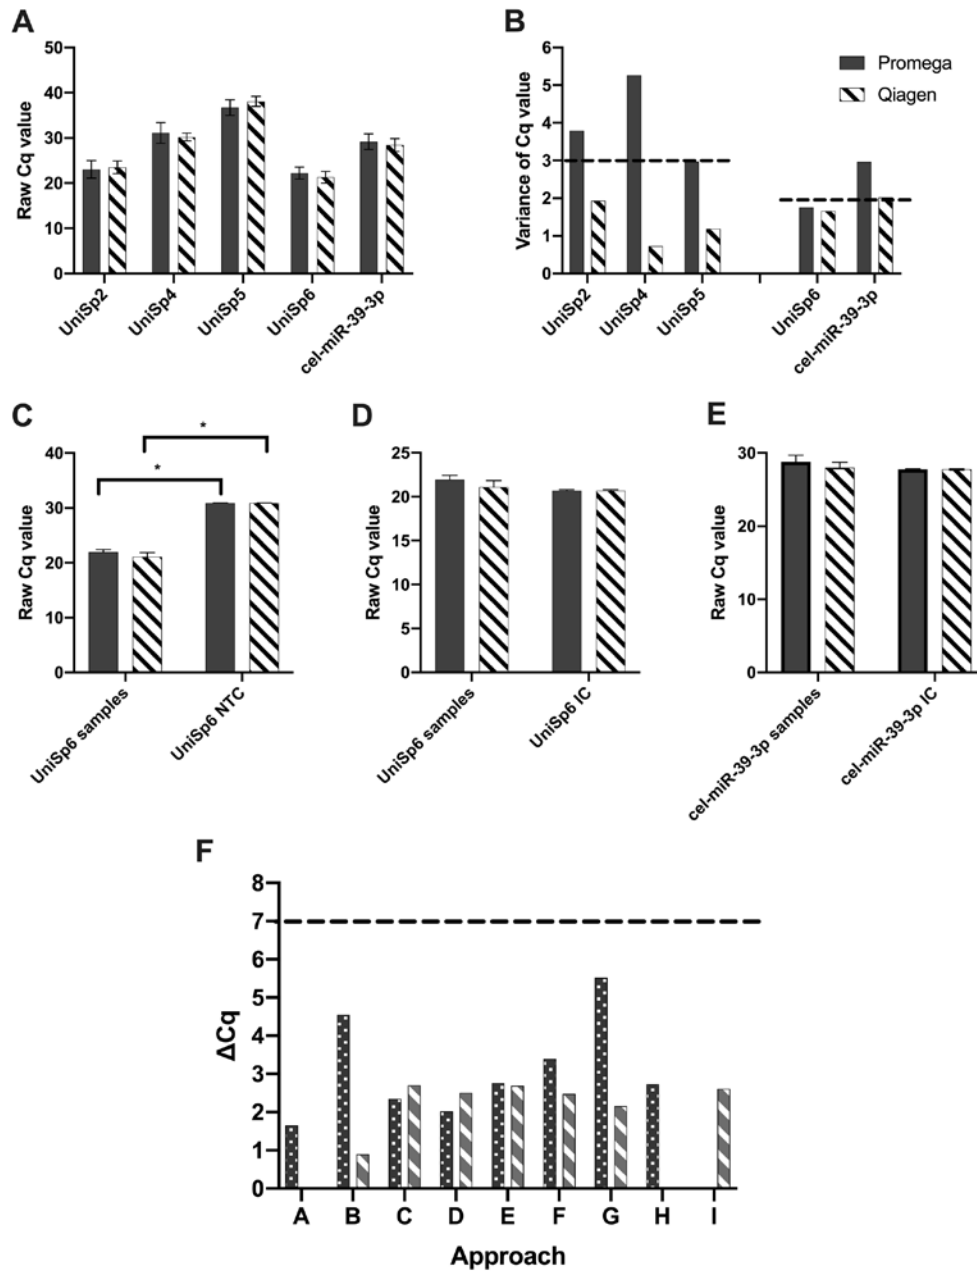 A
Raw Cq value
50
40
30
20
10
0
UniSp2
UniSp4
UniSp5
UniSp6
cel-miR-39-3p
B
Variance of Cq value
6
5
4
3
2
1
0
UniSp2
UniSp4
UniSp5
UniSp6
cel-miR-39-3p
Promega
Qiagen
C
Raw Cq value
40
30
20
10
0
*
*
UniSp6 samples
UniSp6 NTC
D
Raw Cq value
25
20
15
10
5
0
UniSp6 samples
UniSp6 IC
E
Raw Cq value
30
20
10
0
cel-miR-39-3p samples
cel-miR-39-3p IC
F
ΔCq
8
7
6
5
4
3
2
1
0
A B C D E F G H I
Approach